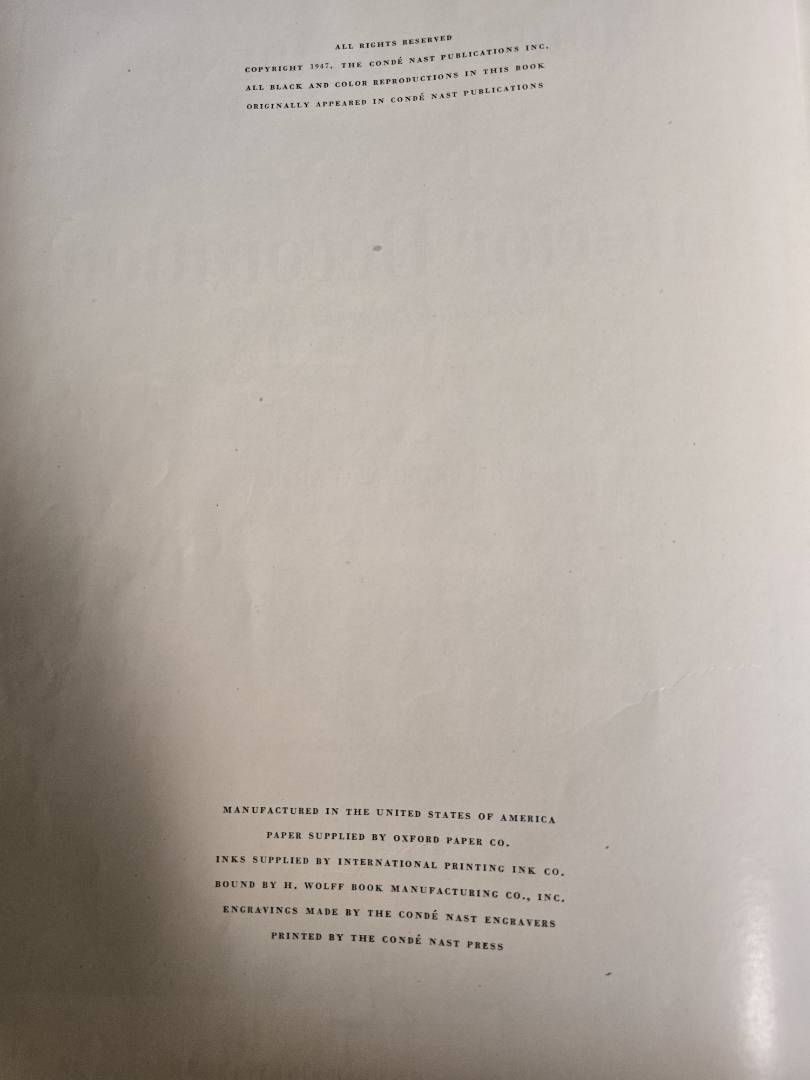 ALL RIGHTS RESERVED
COPYRIGHT 1947, THE CONDÉ NAST PUBLICATIONS INC.
ALL BLACK AND COLOR REPRODUCTIONS IN THIS BOOK
ORIGINALLY APPEARED IN CONDÉ NAST PUBLICATIONS
MANUFACTURED IN THE UNITED STATES OF AMERICA
PAPER SUPPLIED BY OXFORD PAPER CO.
INKS SUPPLIED BY INTERNATIONAL PRINTING INK CO.
BOUND BY H. WOLFF BOOK MANUFACTURING CO., INC.
ENGRAVINGS MADE BY THE CONDÉ NAST ENGRAVERS
PRINTED BY THE CONDÉ NAST PRESS